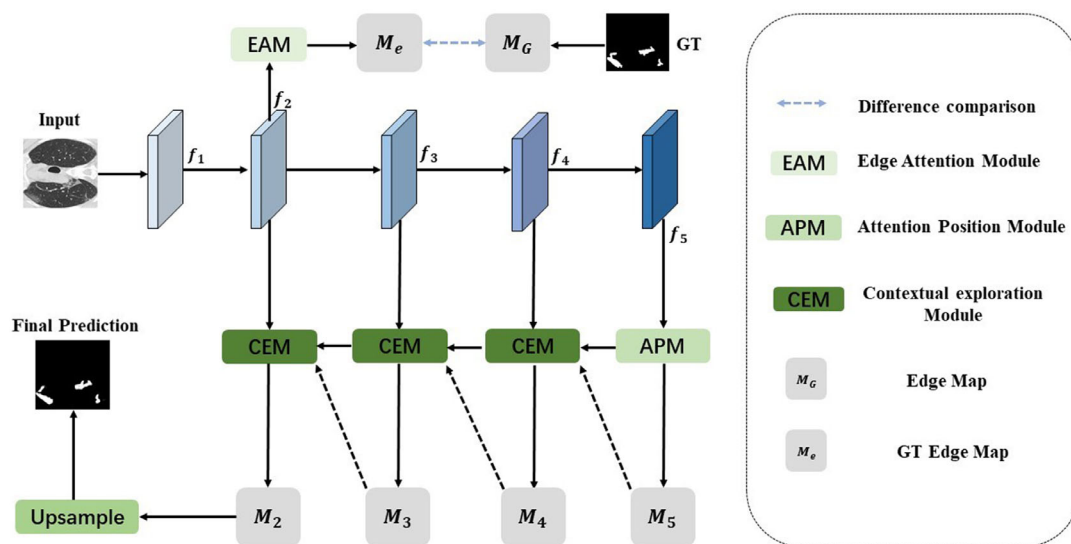 EAM
M_e
M_G
GT
f_2
Input
f_1
f_3
f_4
f_5
Final Prediction
CEM
CEM
CEM
APM
Upsample
M_2
M_3
M_4
M_5
Difference comparison
EAM
Edge Attention Module
APM
Attention Position Module
CEM
Contextual exploration
Module
M_G
Edge Map
M_e
GT Edge Map